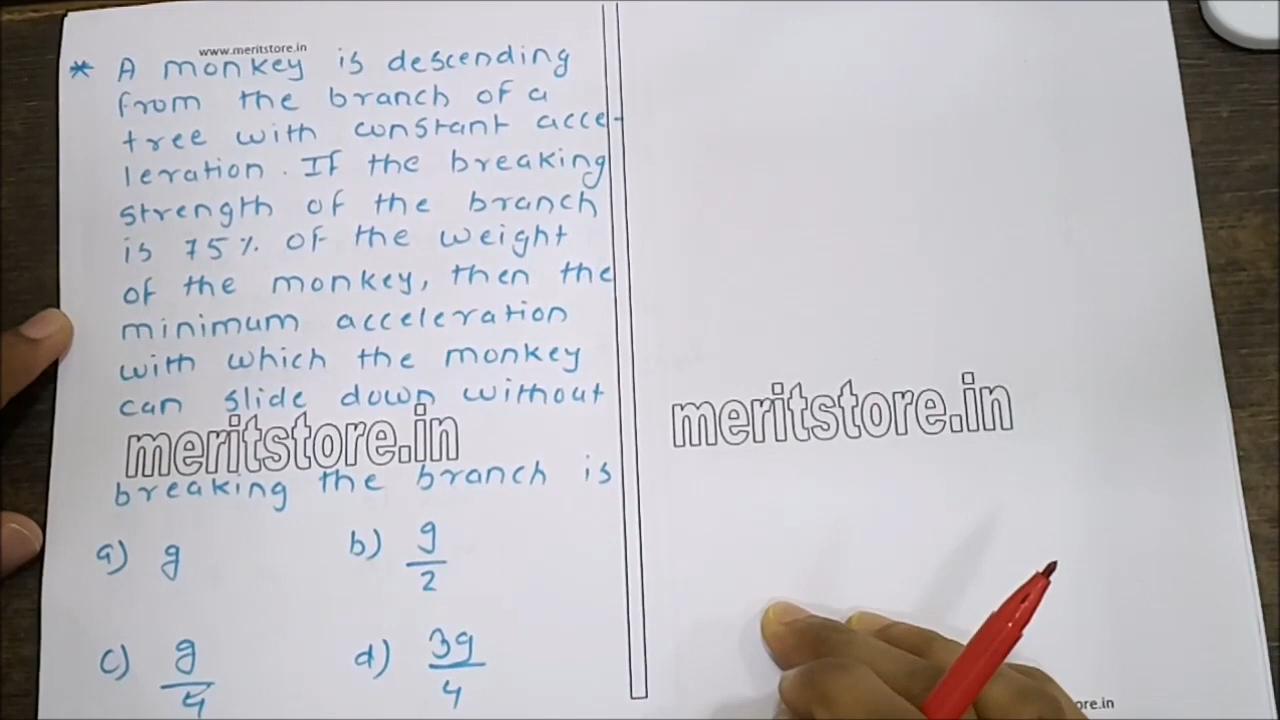 www.meritstore.in
* A monkey is descending
from the branch of a
tree with constant acce-
leration. If the breaking
strength of the branch
is 75% of the weight
of the monkey, then the
minimum acceleration
with which the monkey
can slide down without
meritstore.in
breaking the branch is
a) g b) g/2
c) g/4 d) 3g/4
meritstore.in
ore.in